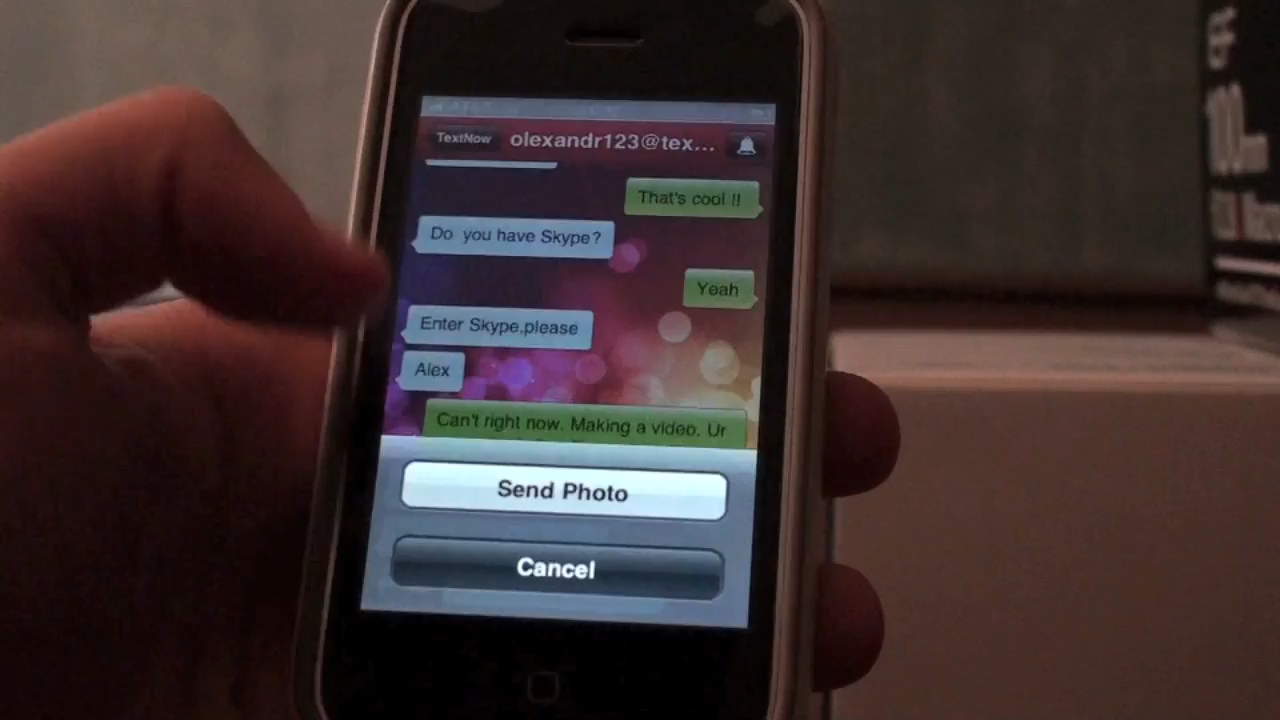 AT&T
TextNow
olexandr123@tex...
That's cool !!
Do you have Skype?
Yeah
Enter Skype,please
Alex
Can't right now. Making a video. Ur
Send Photo
Cancel